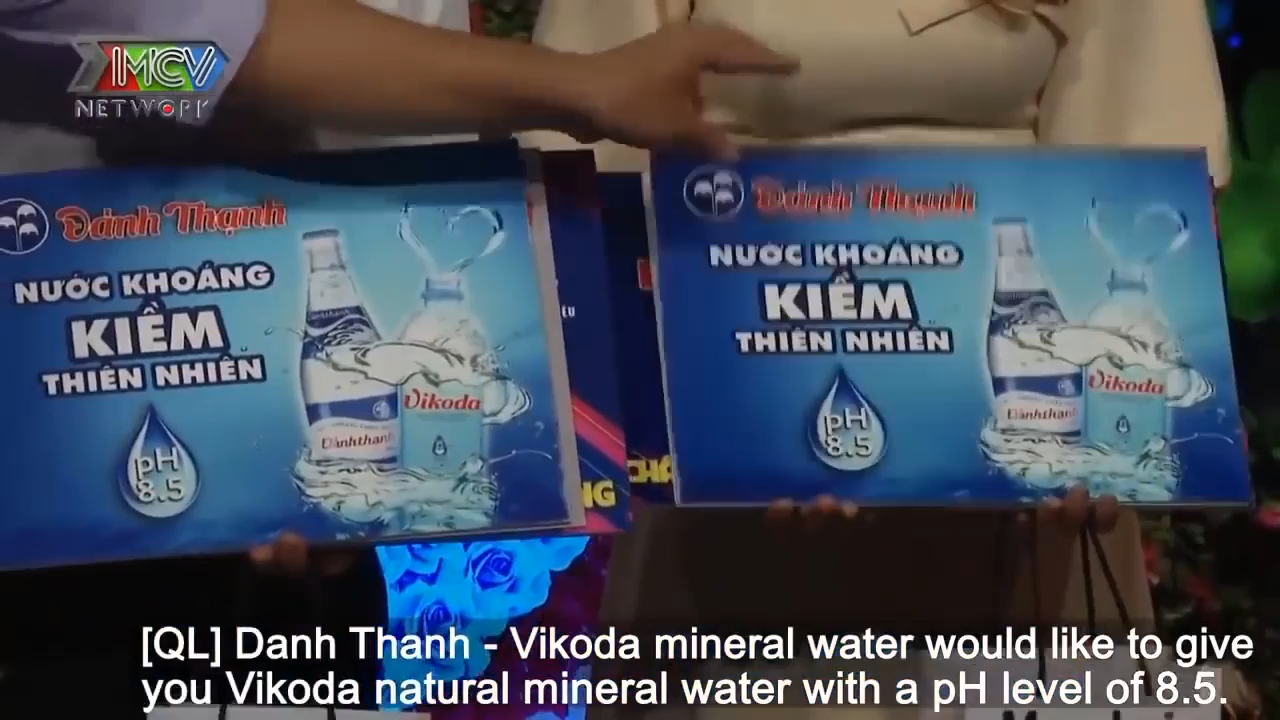 MCV
NETWORK
Đảnh Thạnh
NƯỚC KHOÁNG
KIỀM
THIÊN NHIÊN
pH
8.5
Vikoda
Đảnh Thạnh
NƯỚC KHOÁNG
KIỀM
THIÊN NHIÊN
pH
8.5
Đảnhthạnh
Vikoda
[QL] Danh Thanh - Vikoda mineral water would like to give
you Vikoda natural mineral water with a pH level of 8.5.